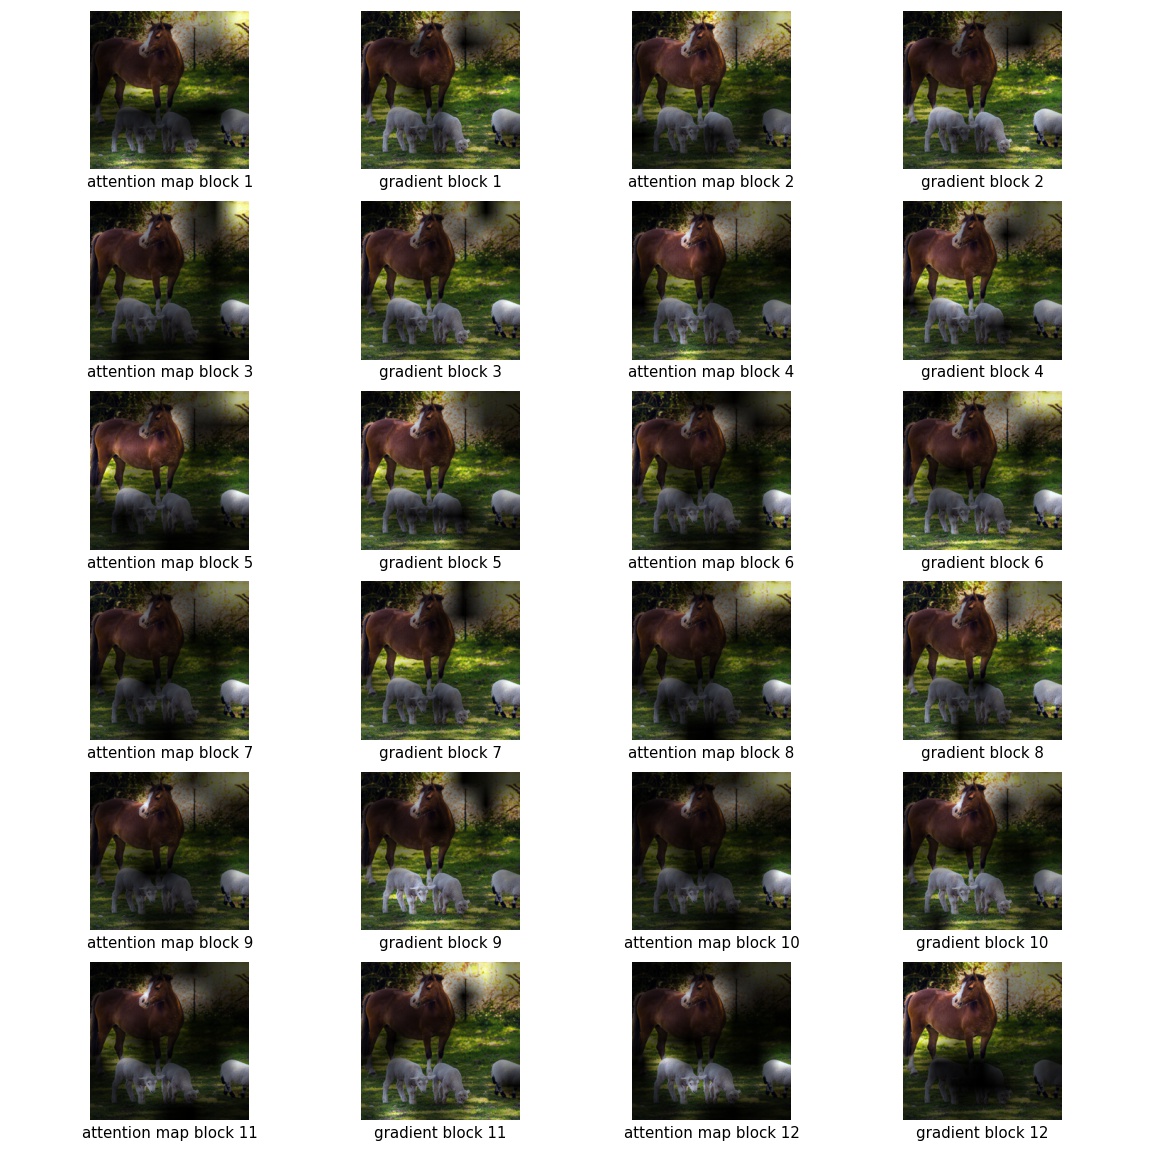 attention map block 1
gradient block 1
attention map block 2
gradient block 2
attention map block 3
gradient block 3
attention map block 4
gradient block 4
attention map block 5
gradient block 5
attention map block 6
gradient block 6
attention map block 7
gradient block 7
attention map block 8
gradient block 8
attention map block 9
gradient block 9
attention map block 10
gradient block 10
attention map block 11
gradient block 11
attention map block 12
gradient block 12